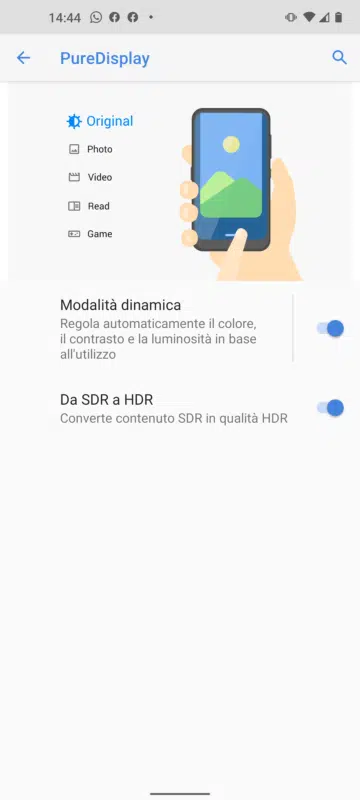 14:44
PureDisplay
Original
Photo
Video
Read
Game
Modalità dinamica
Regola automaticamente il colore,
il contrasto e la luminosità in base
all'utilizzo
Da SDR a HDR
Converte contenuto SDR in qualità HDR